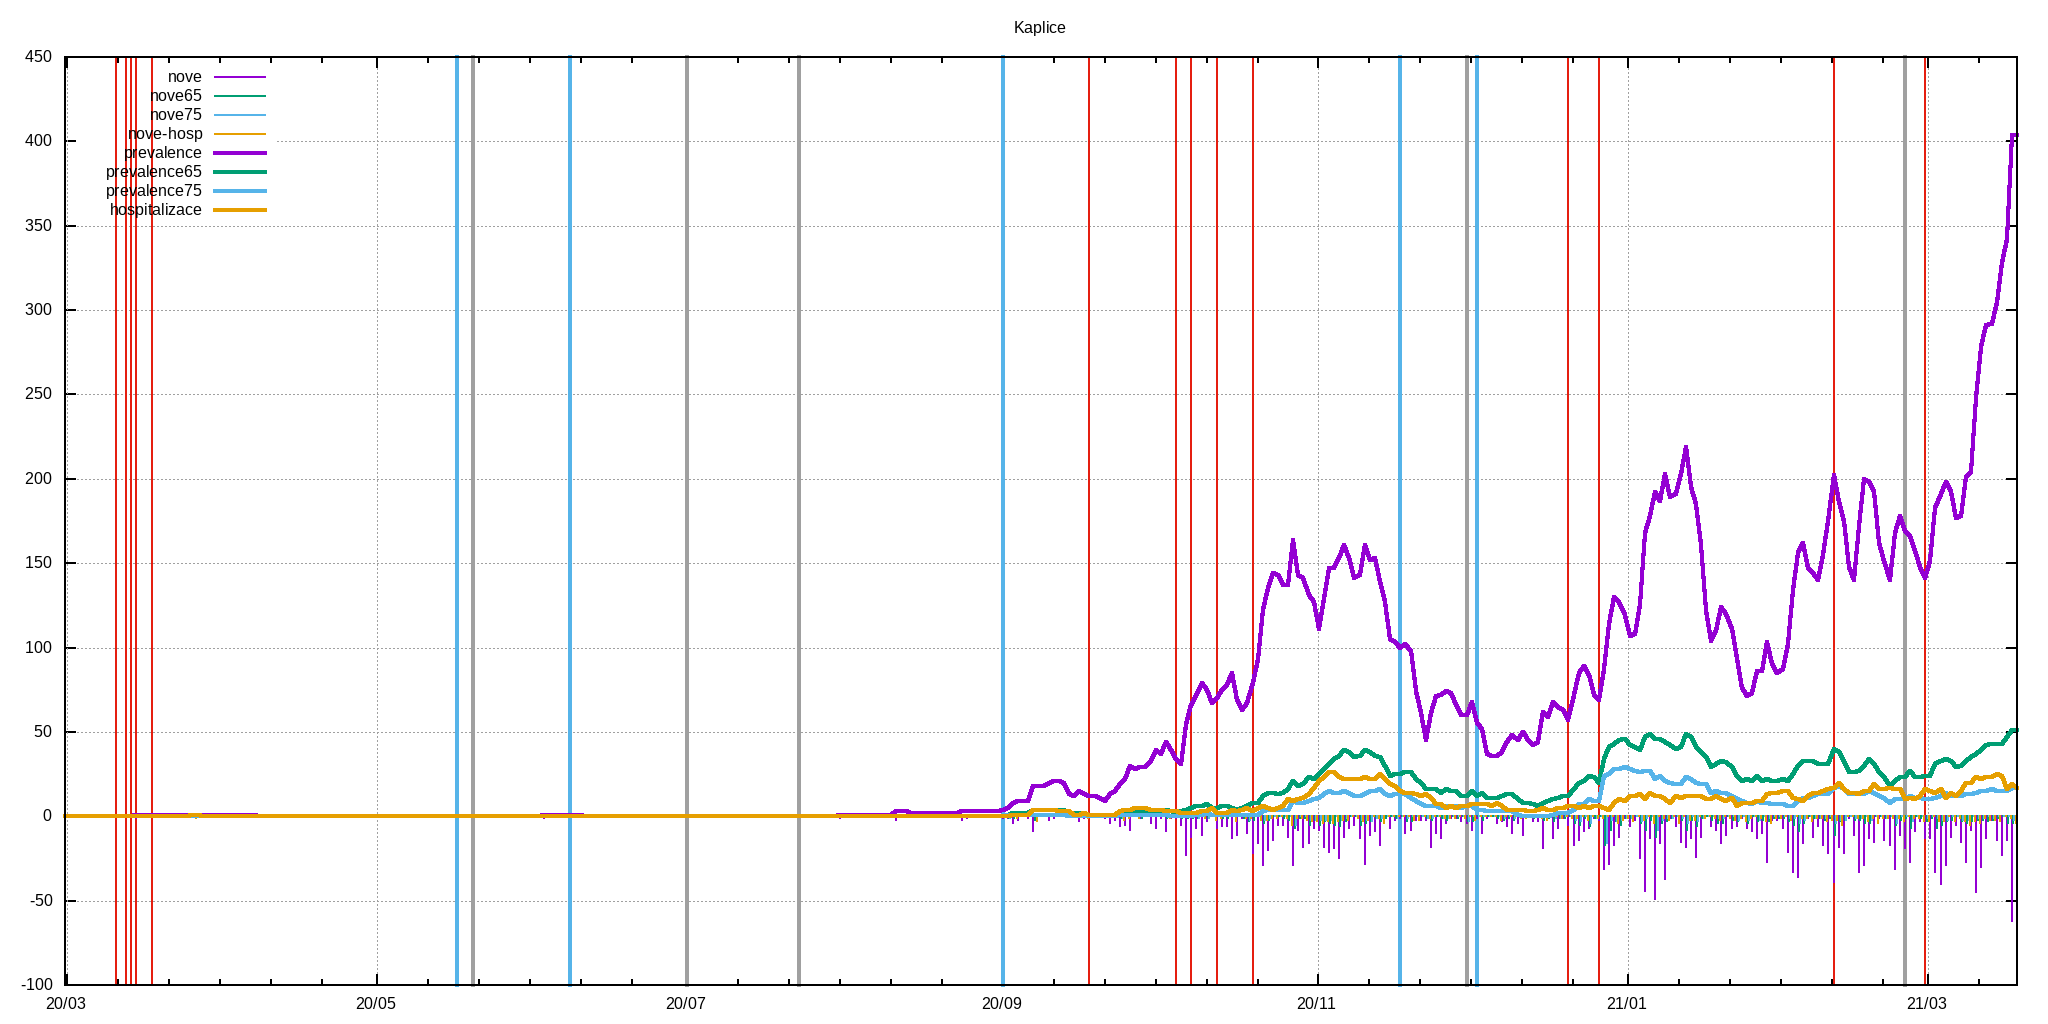 Kaplice
450
400
350
300
250
200
150
100
50
0
-50
-100
nove
nove65
nove75
nove-hosp
prevalence
prevalence65
prevalence75
hospitalizace
20/03 20/05 20/07 20/09 20/11 21/01 21/03